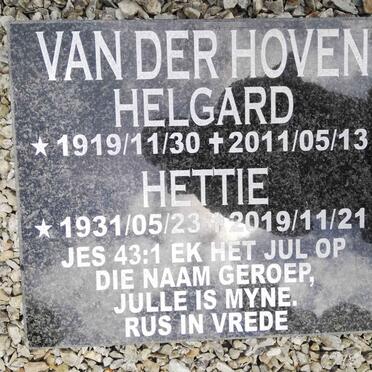 VAN DER HOVEN
HELGARD
★ 1919/11/30 ✝ 2011/05/13
HETTIE
★ 1931/05/23 ✝ 2019/11/21
JES 43:1 EK HET JUL OP
DIE NAAM GEROEP,
JULLE IS MYNE.
RUS IN VREDE